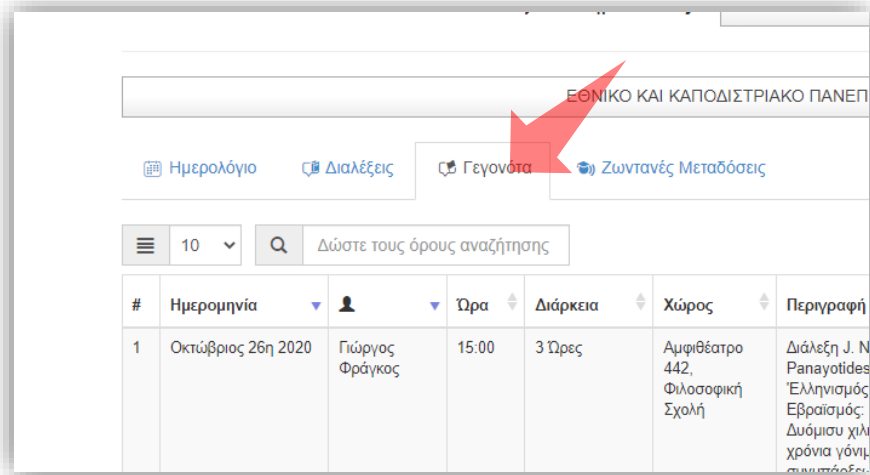 ΕΘΝΙΚΟ ΚΑΙ ΚΑΠΟΔΙΣΤΡΙΑΚΟ ΠΑΝΕΠ
Ημερολόγιο Διαλέξεις Γεγονότα Ζωντανές Μεταδόσεις
10 Δώστε τους όρους αναζήτησης
# Ημερομηνία Ώρα Διάρκεια Χώρος Περιγραφή
1 Οκτώβριος 26η 2020 Γιώργος 15:00 3 Ώρες Αμφιθέατρο Διάλεξη J. N
Φράγκος 442, Panayotides
Φιλοσοφική Έλληνισμός
Σχολή Εβραϊσμός:
Δυόμισυ χιλι
χρόνια γόνιμ